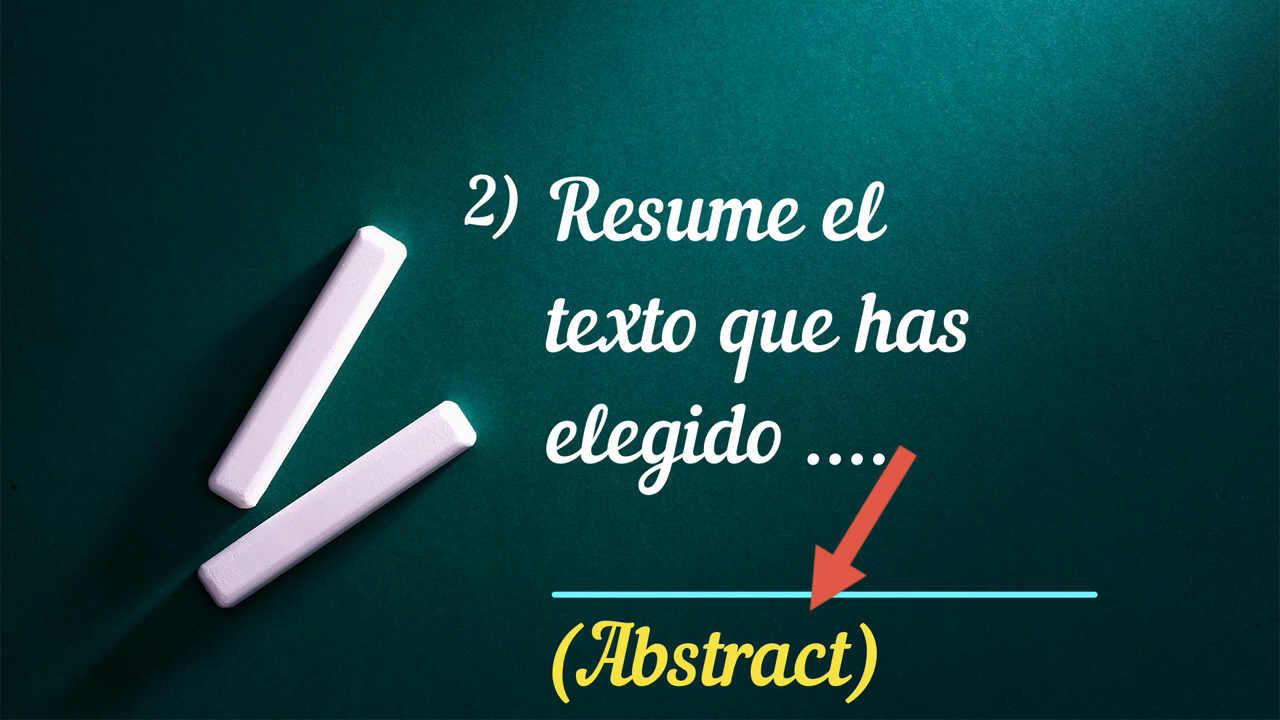 2) Resume el
texto que has
elegido ....
(Abstract)